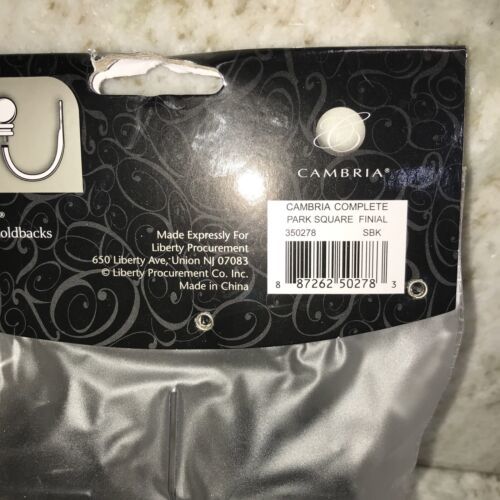 ®
oldbacks
Made Expressly For
Liberty Procurement
650 Liberty Ave, Union NJ 07083
© Liberty Procurement Co. Inc.
Made in China
CAMBRIA®
CAMBRIA COMPLETE
PARK SQUARE FINIAL
350278 SBK
8 87262 50278 3